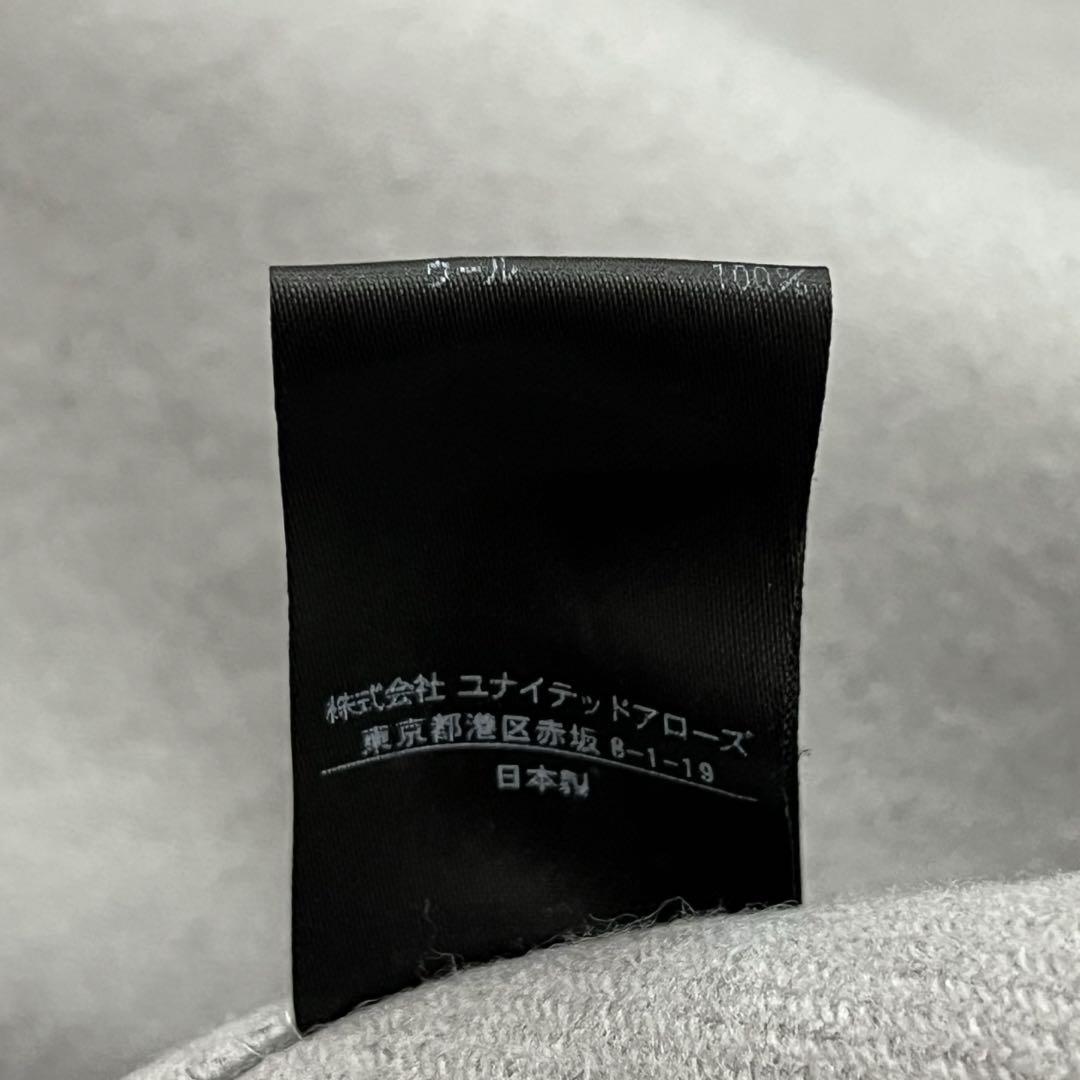 ウール 100%
株式会社 ユナイテッドアローズ
東京都港区赤坂 8-1-19
日本製